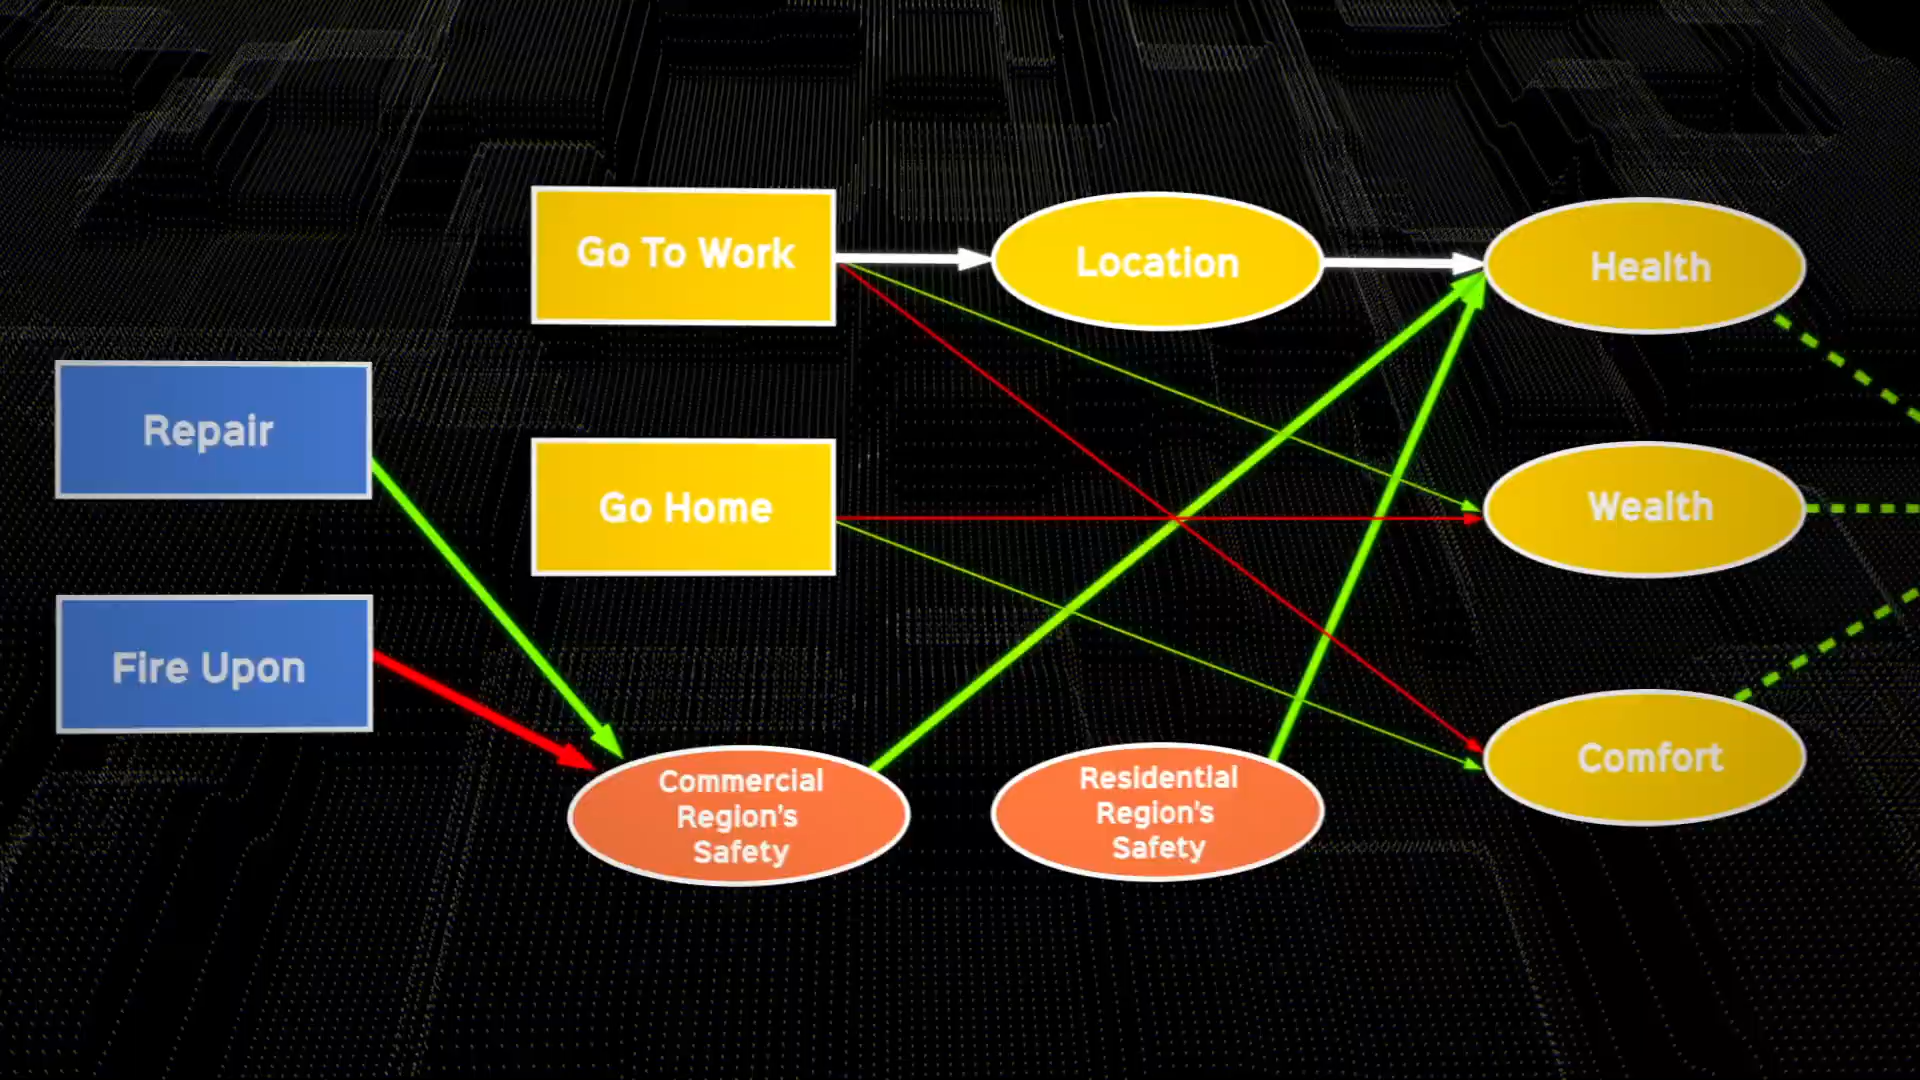 Go To Work
Location
Health
Repair
Go Home
Wealth
Fire Upon
Commercial
Region's
Safety
Residential
Region's
Safety
Comfort